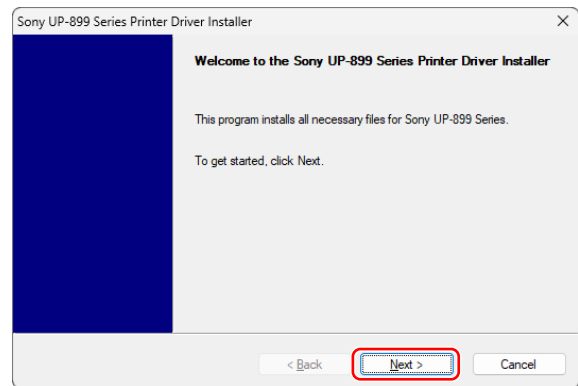 Sony UP-899 Series Printer Driver Installer
Welcome to the Sony UP-899 Series Printer Driver Installer
This program installs all necessary files for Sony UP-899 Series.
To get started, click Next.
< Back Next > Cancel